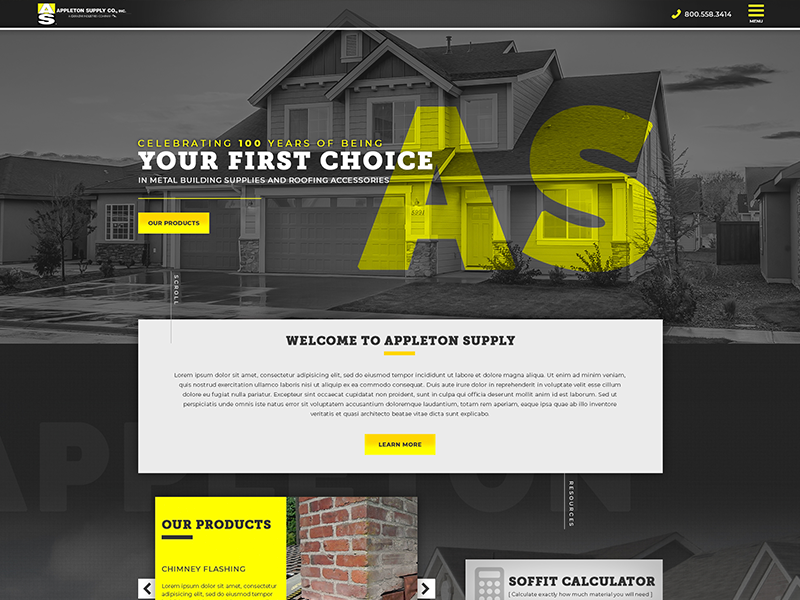 AS
APPLETON SUPPLY CO., INC.
800.558.3414
MENU
CELEBRATING 100 YEARS OF BEING
YOUR FIRST CHOICE
IN METAL BUILDING SUPPLIES AND ROOFING ACCESSORIES
OUR PRODUCTS
AS
SCROLL
WELCOME TO APPLETON SUPPLY
Lorem ipsum dolor sit amet, consectetur adipisicing elit, sed do eiusmod tempor incididunt ut labore et dolore magna aliqua. Ut enim ad minim veniam,
quis nostrud exercitation ullamco laboris nisi ut aliquip ex ea commodo consequat. Duis aute irure dolor in reprehenderit in voluptate velit esse cillum
dolore eu fugiat nulla pariatur. Excepteur sint occaecat cupidatat non proident, sunt in culpa qui officia deserunt mollit anim id est laborum. Sed ut
perspiciatis unde omnis iste natus error sit voluptatem accusantium doloremque laudantium, totam rem aperiam, eaque ipsa quae ab illo inventore
veritatis et quasi architecto beatae vitae dicta sunt explicabo.
LEARN MORE
APPLETON
RESOURCES
OUR PRODUCTS
CHIMNEY FLASHING
Lorem ipsum dolor sit amet, consectetur
adipisicing elit, sed do eiusmod tempor
SOFFIT CALCULATOR
[ Calculate exactly how much material you will need ]